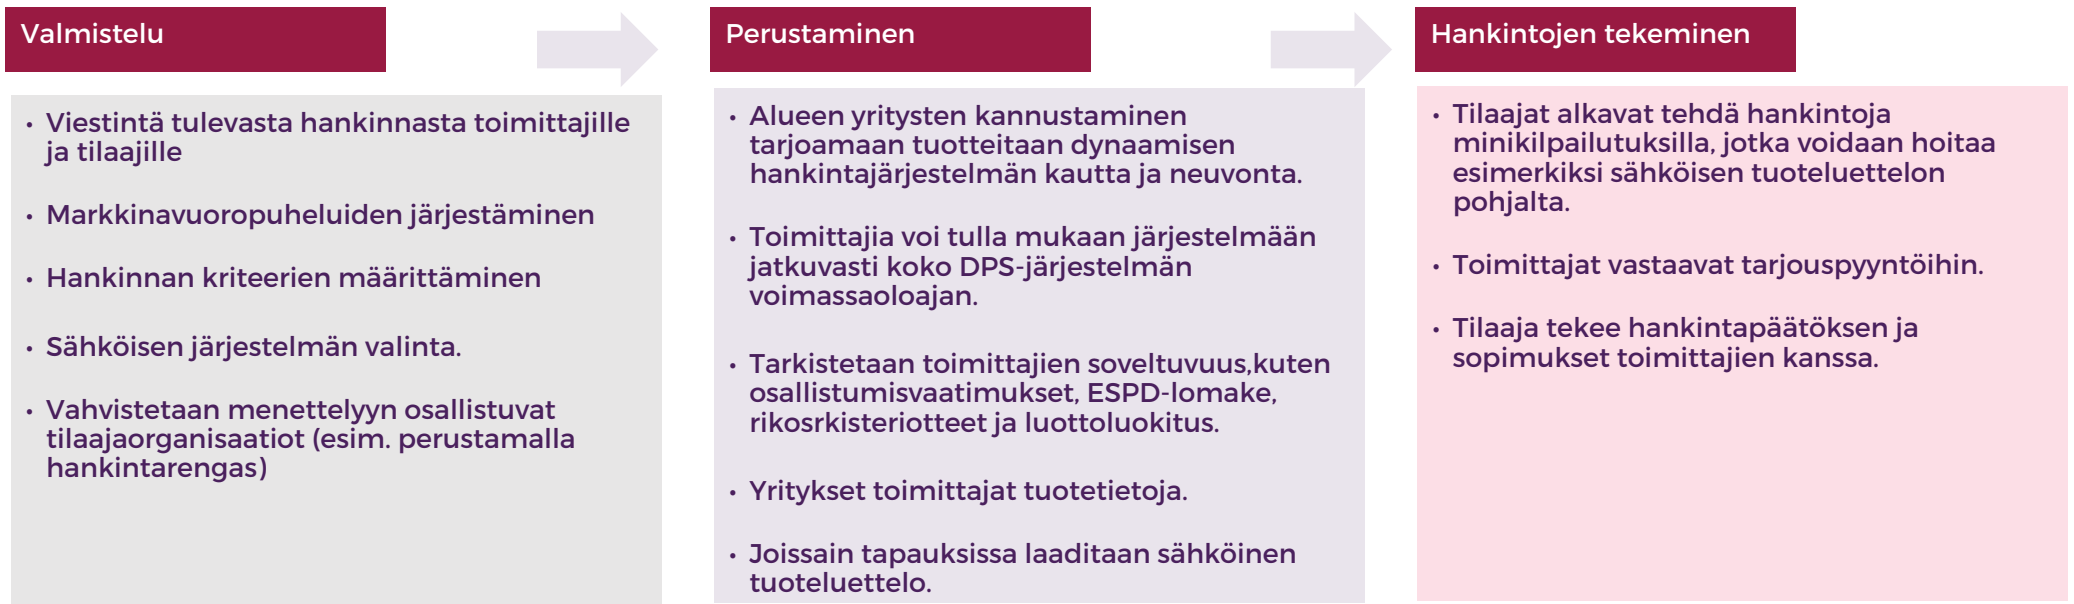 Valmistelu
• Viestintä tulevasta hankinnasta toimittajille
ja tilaajille
• Markkinavuoropuheluiden järjestäminen
• Hankinnan kriteerien määrittäminen
• Sähköisen järjestelmän valinta.
• Vahvistetaan menettelyyn osallistuvat
tilaajaorganisaatiot (esim. perustamalla
hankintarengas)
Perustaminen
• Alueen yritysten kannustaminen
tarjoamaan tuotteitaan dynaamisen
hankintajärjestelmän kautta ja neuvonta.
• Toimittajia voi tulla mukaan järjestelmään
jatkuvasti koko DPS-järjestelmän
voimassaoloajan.
• Tarkistetaan toimittajien soveltuvuus,kuten
osallistumisvaatimukset, ESPD-lomake,
rikosrkisteriotteet ja luottoluokitus.
• Yritykset toimittajat tuotetietoja.
• Joissain tapauksissa laaditaan sähköinen
tuoteluettelo.
Hankintojen tekeminen
• Tilaajat alkavat tehdä hankintoja
minikilpailutuksilla, jotka voidaan hoitaa
esimerkiksi sähköisen tuoteluettelon
pohjalta.
• Toimittajat vastaavat tarjouspyyntöihin.
• Tilaaja tekee hankintapäätöksen ja
sopimukset toimittajien kanssa.